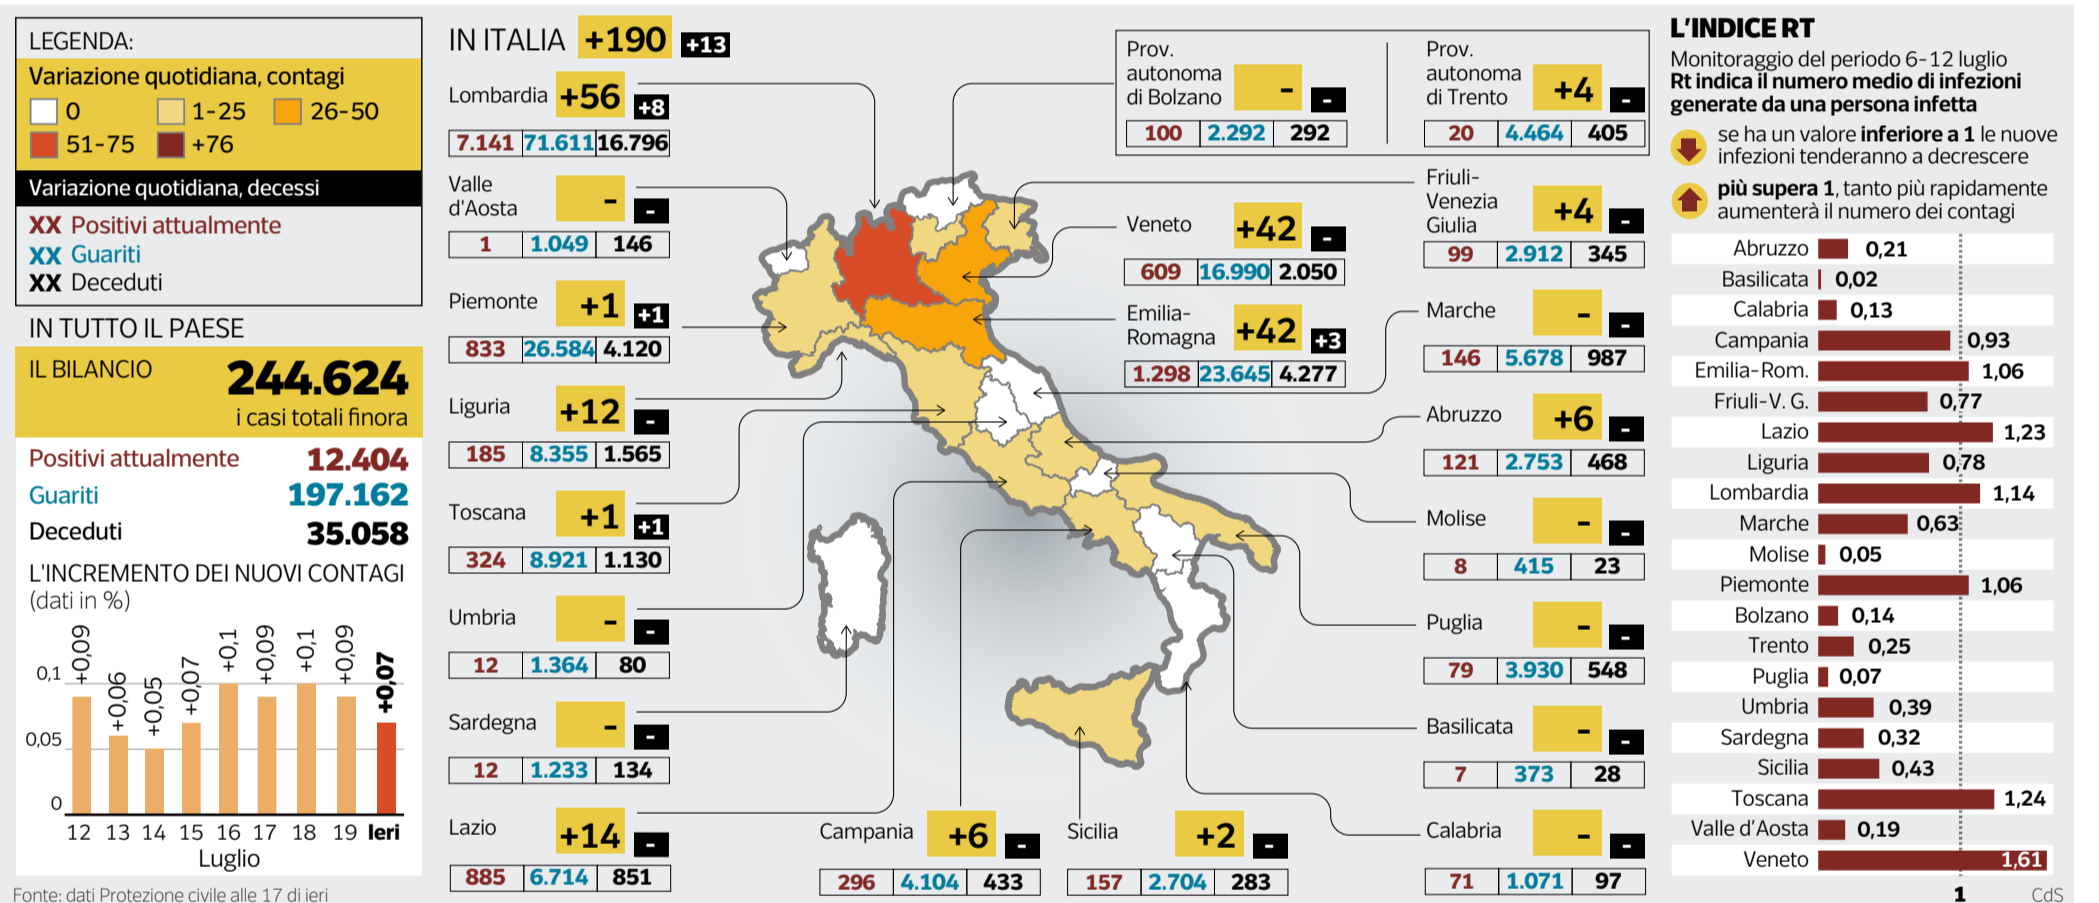 LEGENDA:
Variazione quotidiana, contagi
0 1-25 26-50
51-75 +76
Variazione quotidiana, decessi
XX Positivi attualmente
XX Guariti
XX Deceduti
IN TUTTO IL PAESE
IL BILANCIO 244.624
i casi totali finora
Positivi attualmente 12.404
Guariti 197.162
Deceduti 35.058
L'INCREMENTO DEI NUOVI CONTAGI
(dati in %)
+0,09 +0,06 +0,05 +0,07 +0,1 +0,09 +0,1 +0,09 +0,07
0,1
0,05
0
12 13 14 15 16 17 18 19 Ieri
Luglio
Fonte: dati Protezione civile alle 17 di ieri
IN ITALIA +190 +13
Lombardia +56 +8
7.141 71.611 16.796
Valle
d'Aosta - -
1 1.049 146
Piemonte +1 +1
833 26.584 4.120
Liguria +12 -
185 8.355 1.565
Toscana +1 +1
324 8.921 1.130
Umbria - -
12 1.364 80
Sardegna - -
12 1.233 134
Lazio +14 -
885 6.714 851
Campania +6 -
296 4.104 433
Sicilia +2 -
157 2.704 283
Prov.
autonoma
di Bolzano - -
100 2.292 292
Prov.
autonoma
di Trento +4 -
20 4.464 405
Veneto +42 -
609 16.990 2.050
Emilia-
Romagna +42 +3
1.298 23.645 4.277
Friuli-
Venezia
Giulia +4 -
99 2.912 345
Marche - -
146 5.678 987
Abruzzo +6 -
121 2.753 468
Molise - -
8 415 23
Puglia - -
79 3.930 548
Basilicata - -
7 373 28
Calabria - -
71 1.071 97
L'INDICE RT
Monitoraggio del periodo 6-12 luglio
Rt indica il numero medio di infezioni
generate da una persona infetta
se ha un valore inferiore a 1 le nuove
infezioni tenderanno a decrescere
più supera 1, tanto più rapidamente
aumenterà il numero dei contagi
Abruzzo 0,21
Basilicata 0,02
Calabria 0,13
Campania 0,93
Emilia-Rom. 1,06
Friuli-V. G. 0,77
Lazio 1,23
Liguria 0,78
Lombardia 1,14
Marche 0,63
Molise 0,05
Piemonte 1,06
Bolzano 0,14
Trento 0,25
Puglia 0,07
Umbria 0,39
Sardegna 0,32
Sicilia 0,43
Toscana 1,24
Valle d'Aosta 0,19
Veneto 1,61
1
CdS